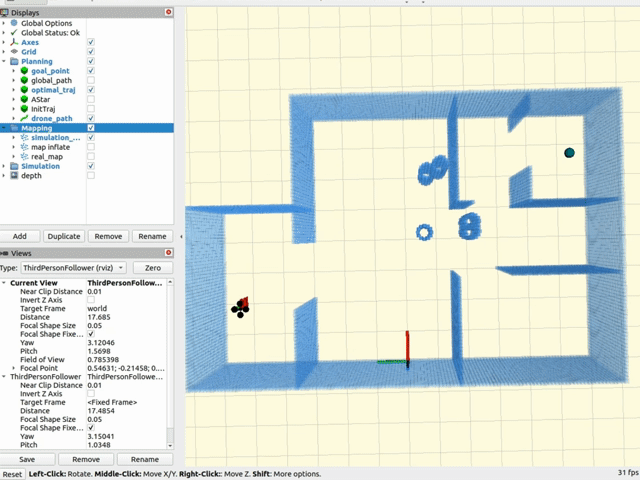 Displays
Global Options
Global Status: Ok
Axes
Grid
Planning
goal_point
global_path
optimal_traj
AStar
InitTraj
drone_path
Mapping
simulation_...
map inflate
real_map
Simulation
depth
Add Duplicate Remove Rename
Views
Type: ThirdPersonFollower (rviz) Zero
Current View ThirdPersonFollow...
Near Clip Distance 0.01
Invert Z Axis
Target Frame world
Distance 17.685
Focal Shape Size 0.05
Focal Shape Fixe...
Yaw 3.12046
Pitch 1.5698
Field of View 0.785398
Focal Point 0.54631; -0.21458; 0....
ThirdPersonFollower ThirdPersonFollowe...
Near Clip Distance 0.01
Invert Z Axis
Target Frame <Fixed Frame>
Distance 17.4854
Focal Shape Size 0.05
Focal Shape Fixe...
Yaw 3.15041
Pitch 1.0348
Save Remove Rename
Reset Left-Click: Rotate. Middle-Click: Move X/Y. Right-Click:: Move Z. Shift: More options. 31 fps